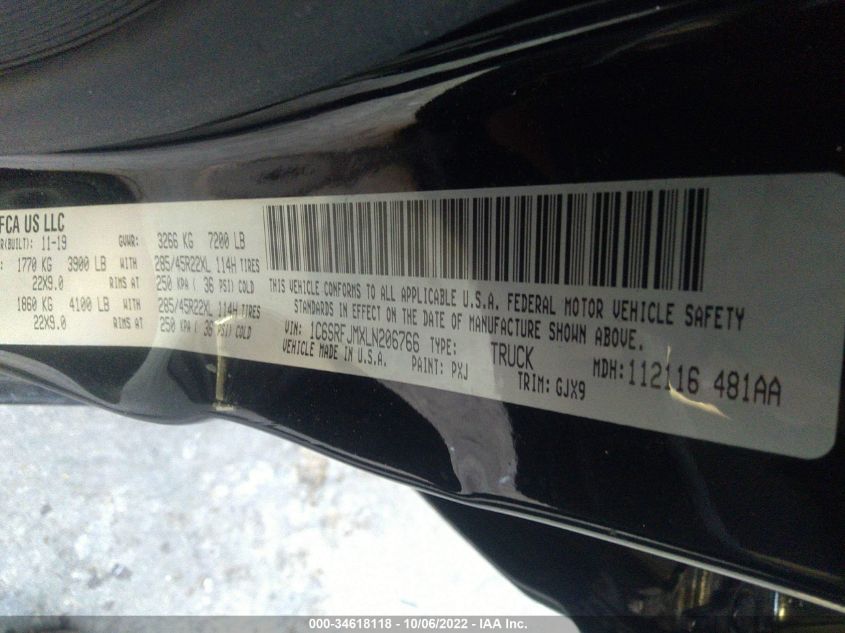 FCA US LLC
R(BUILT): 11-19 GVWR: 3266 KG 7200 LB
: 1770 KG 3900 LB WITH 285/45R22XL 114H TIRES
22X9.0 RIMS AT 250 KPA ( 36 PSI) COLD
1860 KG 4100 LB WITH 285/45R22XL 114H TIRES
22X9.0 RIMS AT 250 KPA ( 36 PSI) COLD
THIS VEHICLE CONFORMS TO ALL APPLICABLE U.S.A. FEDERAL MOTOR VEHICLE SAFETY
STANDARDS IN EFFECT ON THE DATE OF MANUFACTURE SHOWN ABOVE.
VIN: 1C6SRFJMXLN206766 TYPE: TRUCK MDH:112116 481AA
VEHICLE MADE IN U.S.A. PAINT: PXJ TRIM: GJX9
000-34618118 - 10/06/2022 - IAA Inc.